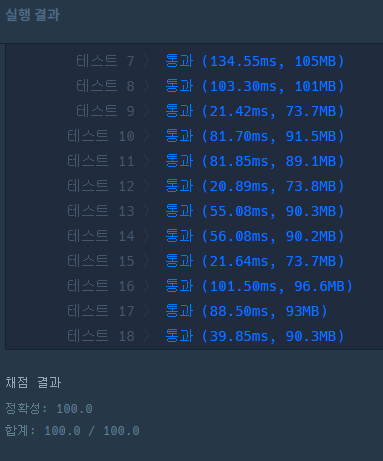 실행 결과
테스트 7 〉 통과 (134.55ms, 105MB)
테스트 8 〉 통과 (103.30ms, 101MB)
테스트 9 〉 통과 (21.42ms, 73.7MB)
테스트 10 〉 통과 (81.70ms, 91.5MB)
테스트 11 〉 통과 (81.85ms, 89.1MB)
테스트 12 〉 통과 (20.89ms, 73.8MB)
테스트 13 〉 통과 (55.08ms, 90.3MB)
테스트 14 〉 통과 (56.08ms, 90.2MB)
테스트 15 〉 통과 (21.64ms, 73.7MB)
테스트 16 〉 통과 (101.50ms, 96.6MB)
테스트 17 〉 통과 (88.50ms, 93MB)
테스트 18 〉 통과 (39.85ms, 90.3MB)
채점 결과
정확성: 100.0
합계: 100.0 / 100.0